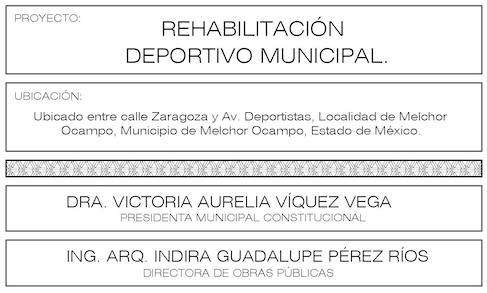 PROYECTO:
REHABILITACIÓN
DEPORTIVO MUNICIPAL.
UBICACIÓN:
Ubicado entre calle Zaragoza y Av. Deportistas, Looalidad de Melchor
Ocampo, Municipio de Melchor Ocampo, Estado de México.
DRA. VICTORIA AURELIA VÍQUEZ VEGA
PRESIDENTA MUNICIPAL CONSTITUCIONAL
ING. ARQ. INDIRA GUADALUPE PÉREZ RÍOS
DIRECTORA DE OBRAS PÚBLICAS